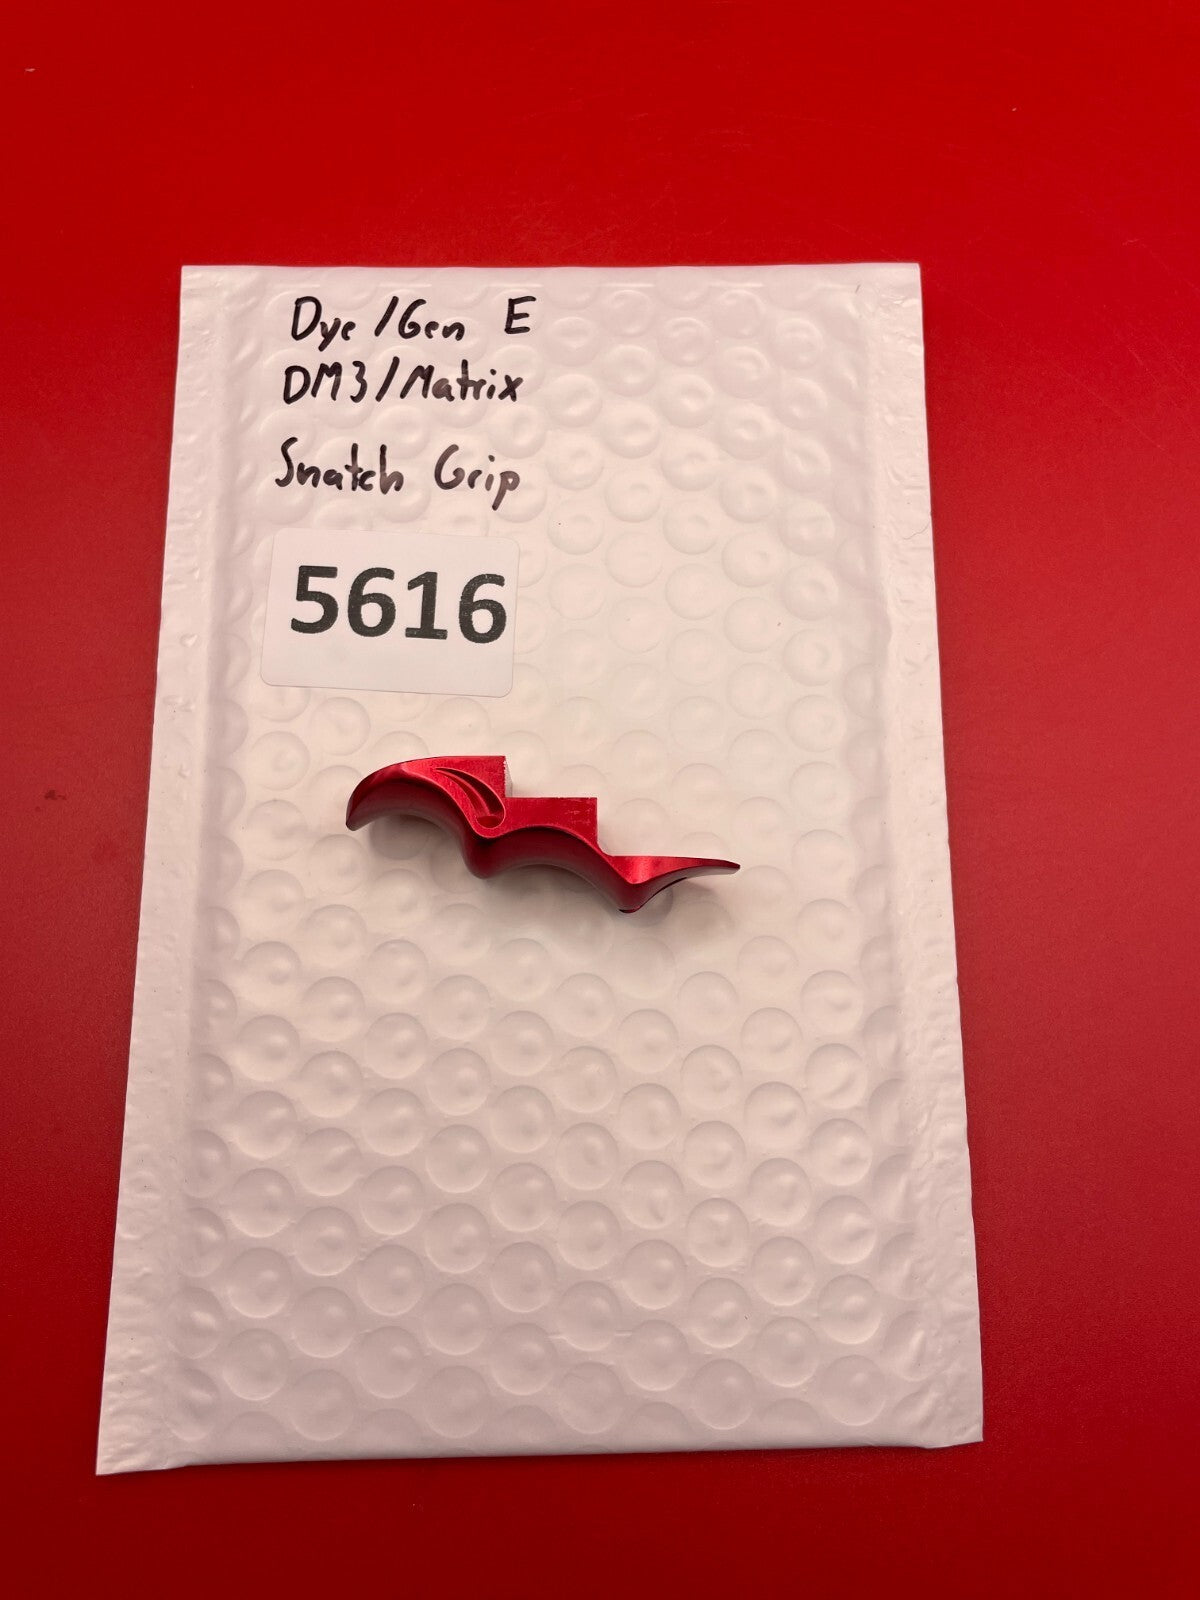 Dye/Gen E
DM3/Matrix
Snatch Grip
5616